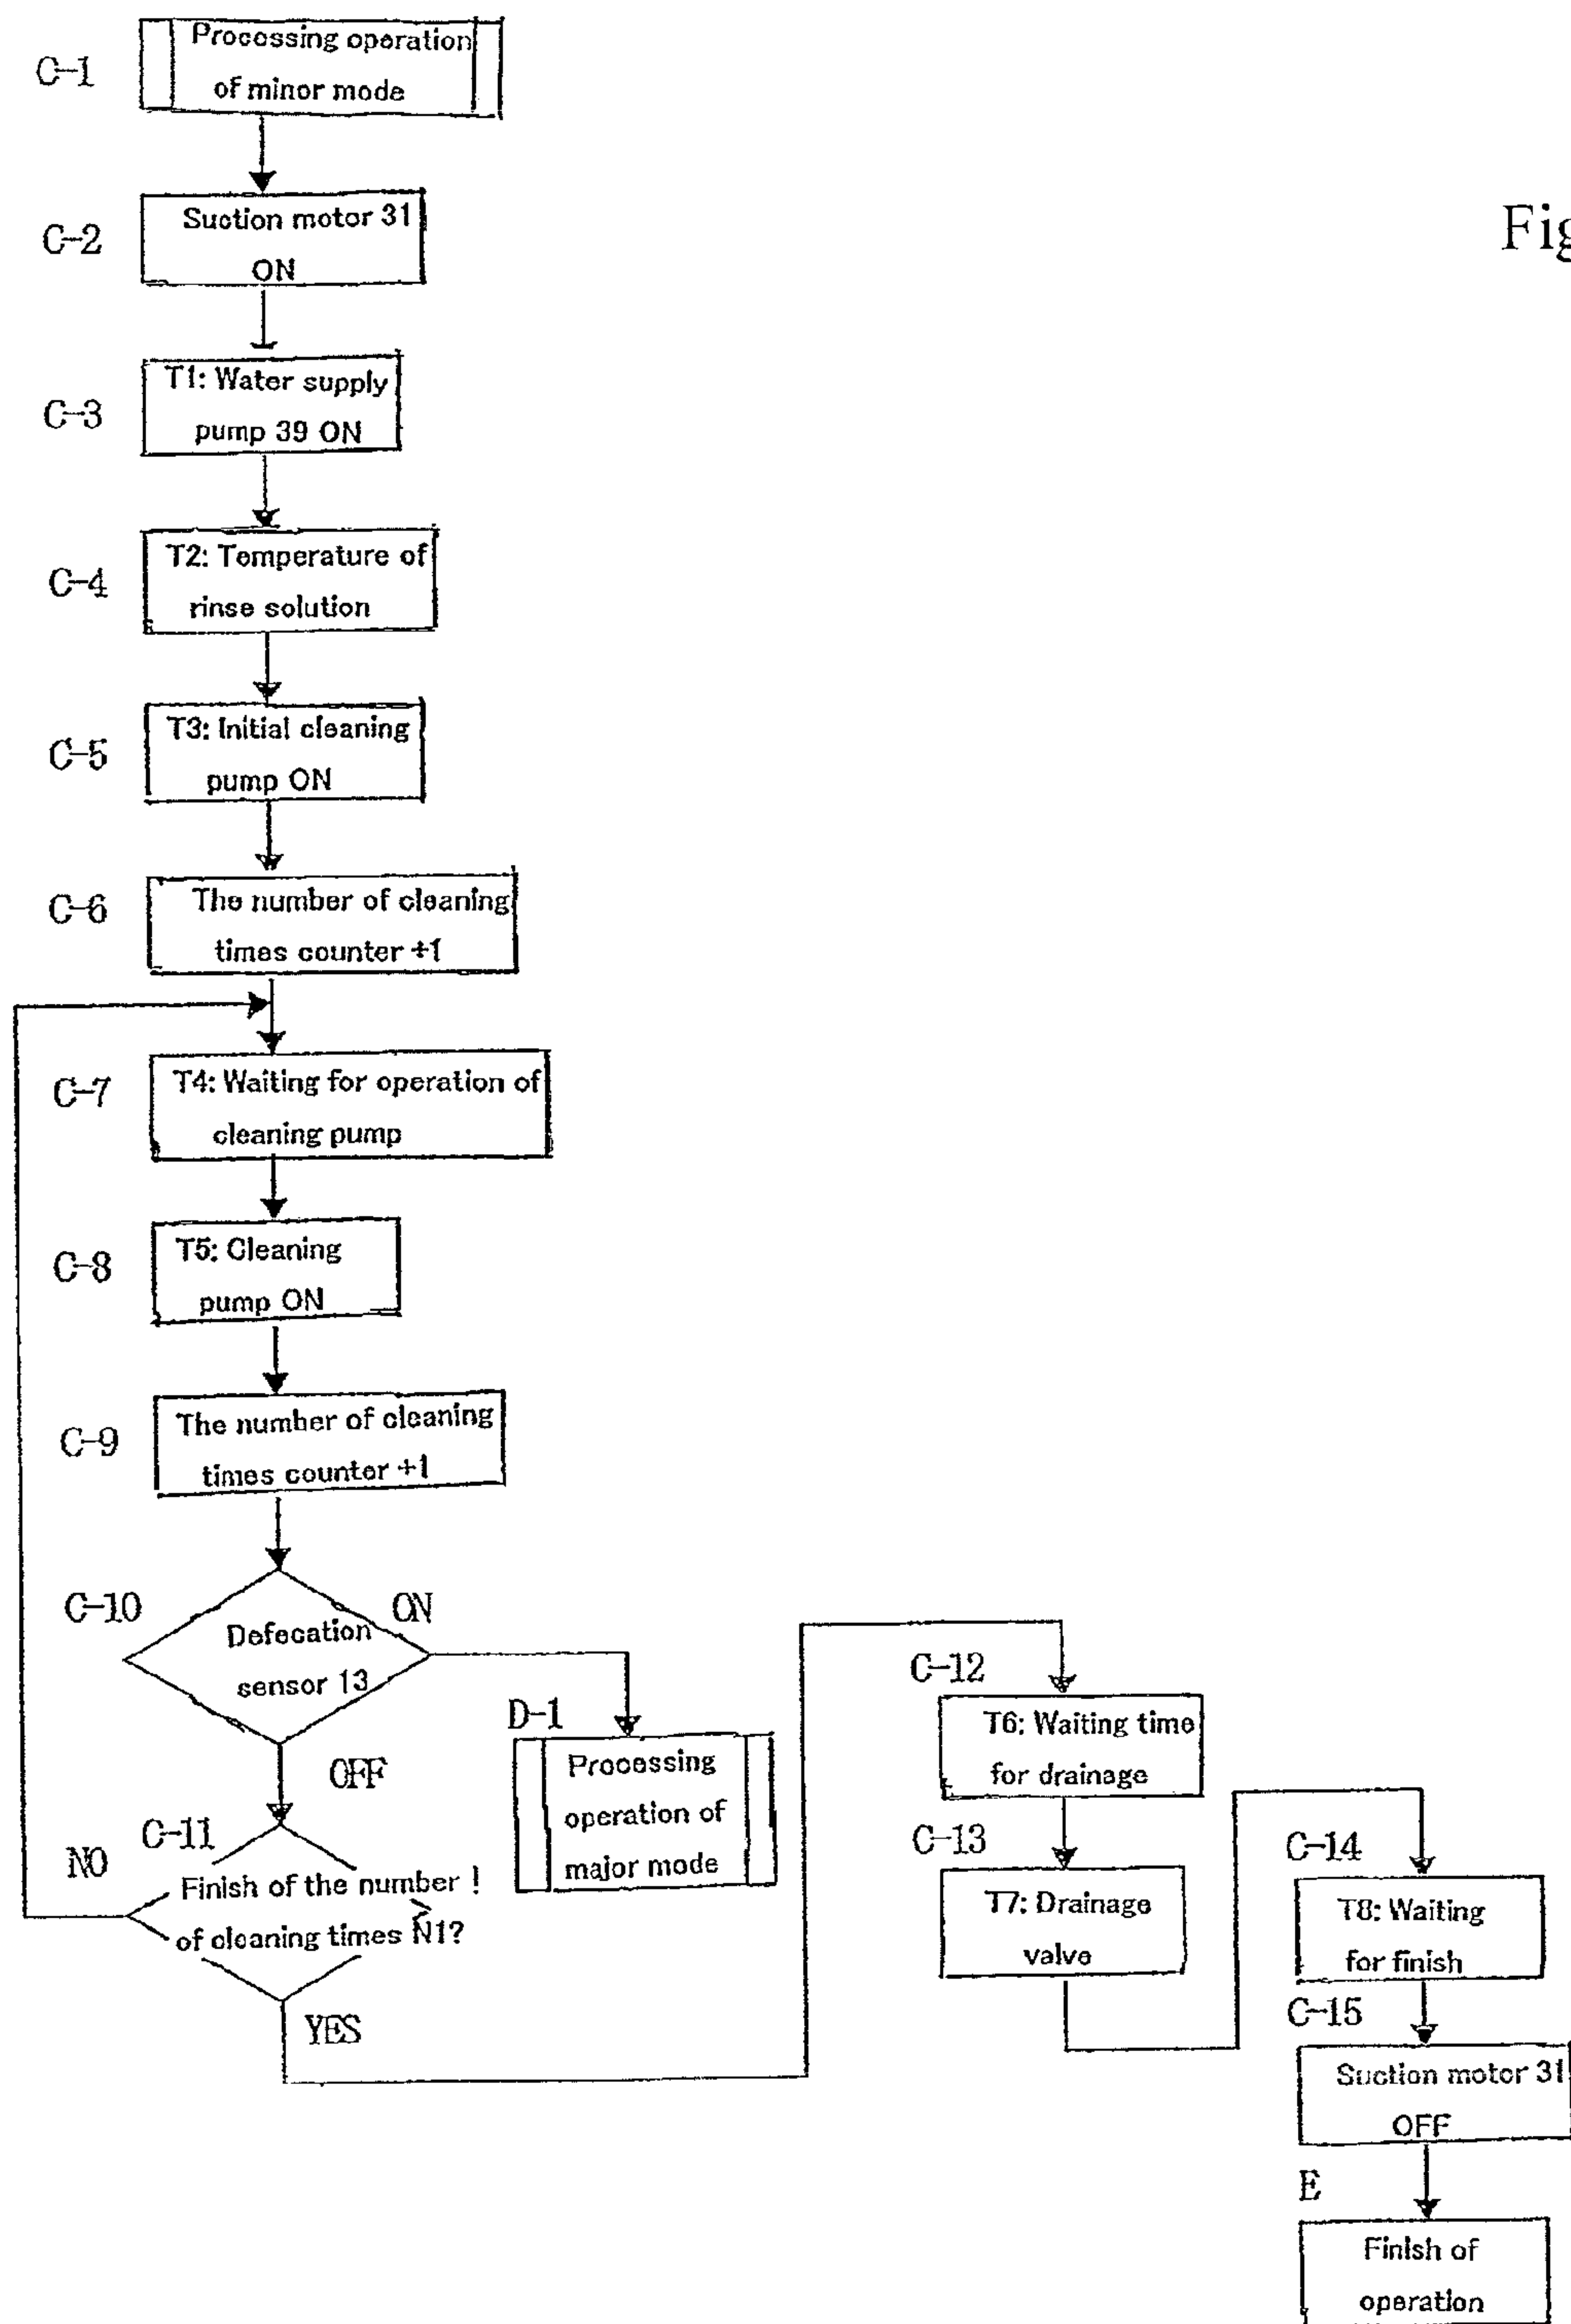 C-1
Processing operation
of minor mode
C-2
Suction motor 31
ON
Fig
C-3
T1: Water supply
pump 39 ON
C-4
T2: Temperature of
rinse solution
C-5
T3: Initial cleaning
pump ON
C-6
The number of cleaning
times counter +1
C-7
T4: Waiting for operation of
cleaning pump
C-8
T5: Cleaning
pump ON
C-9
The number of cleaning
times counter +1
C-10
ON
Defecation
sensor 13
OFF
D-1
Processing
operation of
major mode
C-11
NO
Finish of the number !
of cleaning times N1?
YES
C-12
T6: Waiting time
for drainage
C-13
T7: Drainage
valve
C-14
T8: Waiting
for finish
C-15
Suction motor 31
OFF
E
Finish of
operation